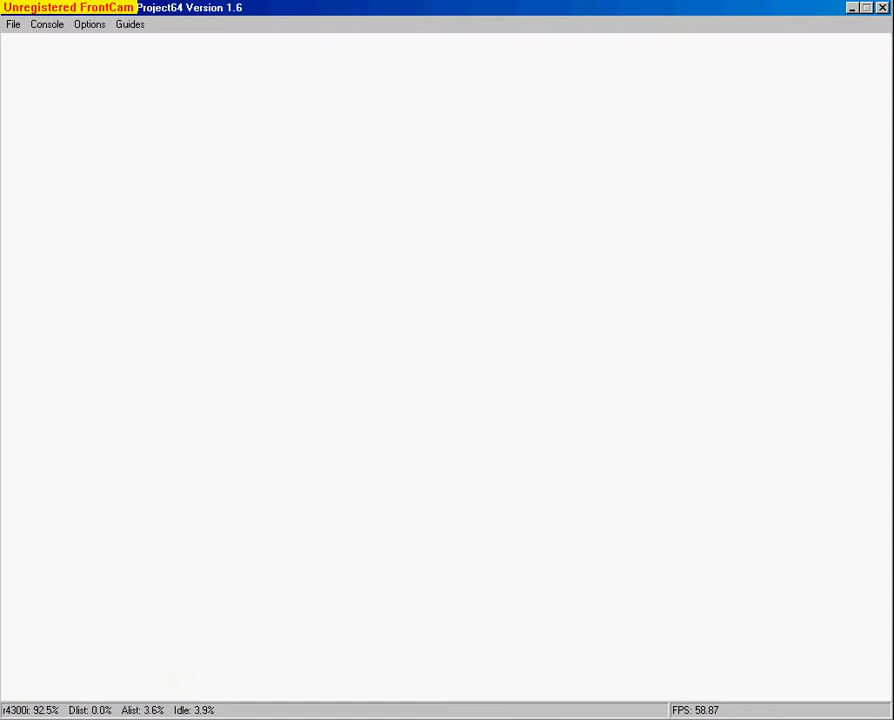 Unregistered FrontCam Project64 Version 1.6
File Console Options Guides
r4300i: 92.5% Dlist: 0.0% Alist: 3.6% Idle: 3.9% FPS: 58.87